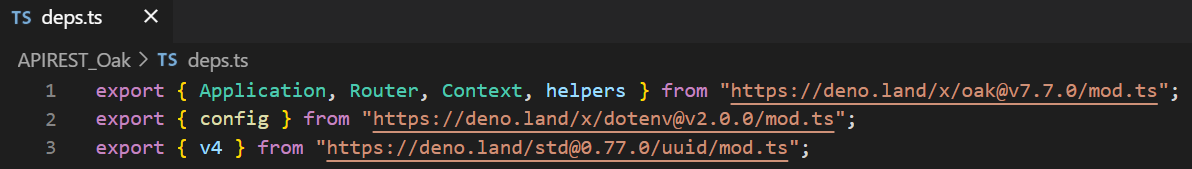 TS deps.ts ×
APIREST_Oak > TS deps.ts
1 export { Application, Router, Context, helpers } from "https://deno.land/x/oak@v7.7.0/mod.ts";
2 export { config } from "https://deno.land/x/dotenv@v2.0.0/mod.ts";
3 export { v4 } from "https://deno.land/std@0.77.0/uuid/mod.ts";